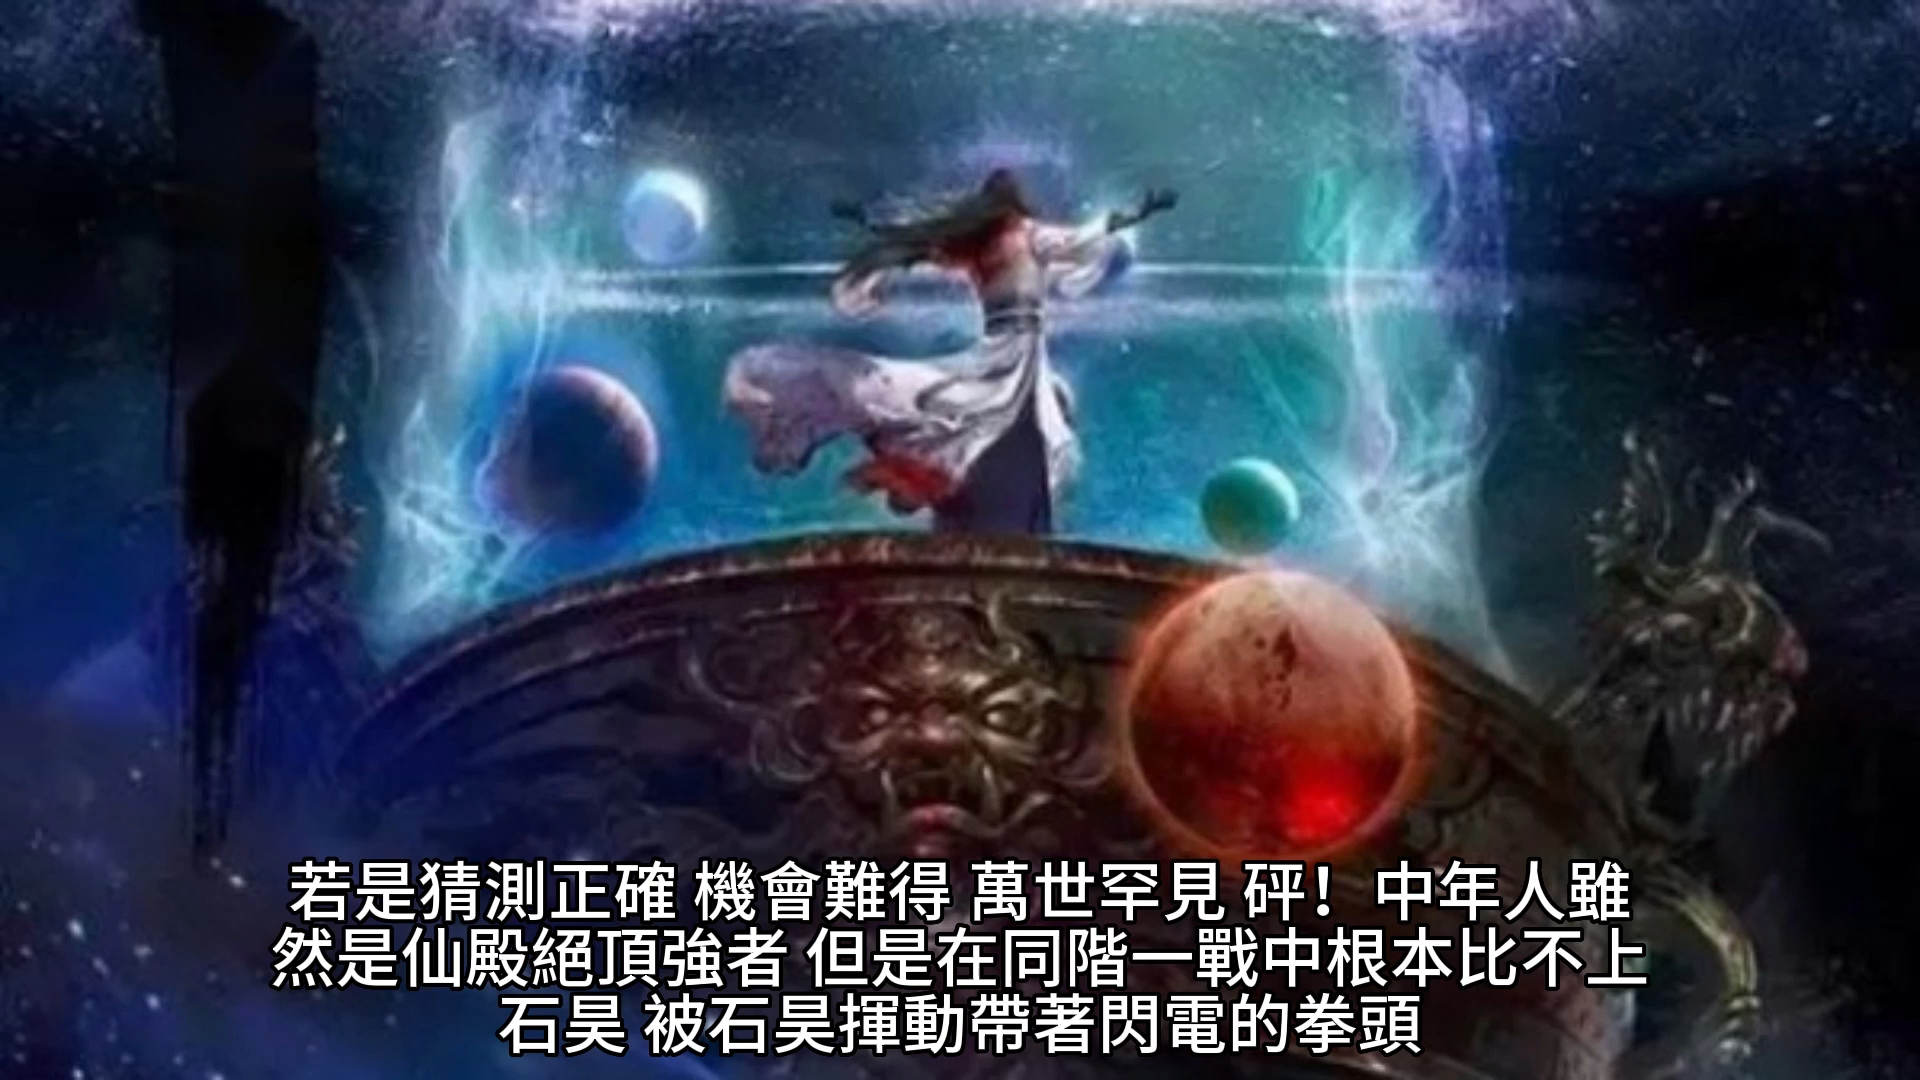 若是猜測正確 機會難得 萬世罕見 砰！中年人雖
然是仙殿絕頂強者 但是在同階一戰中根本比不上
石昊 被石昊揮動帶著閃電的拳頭